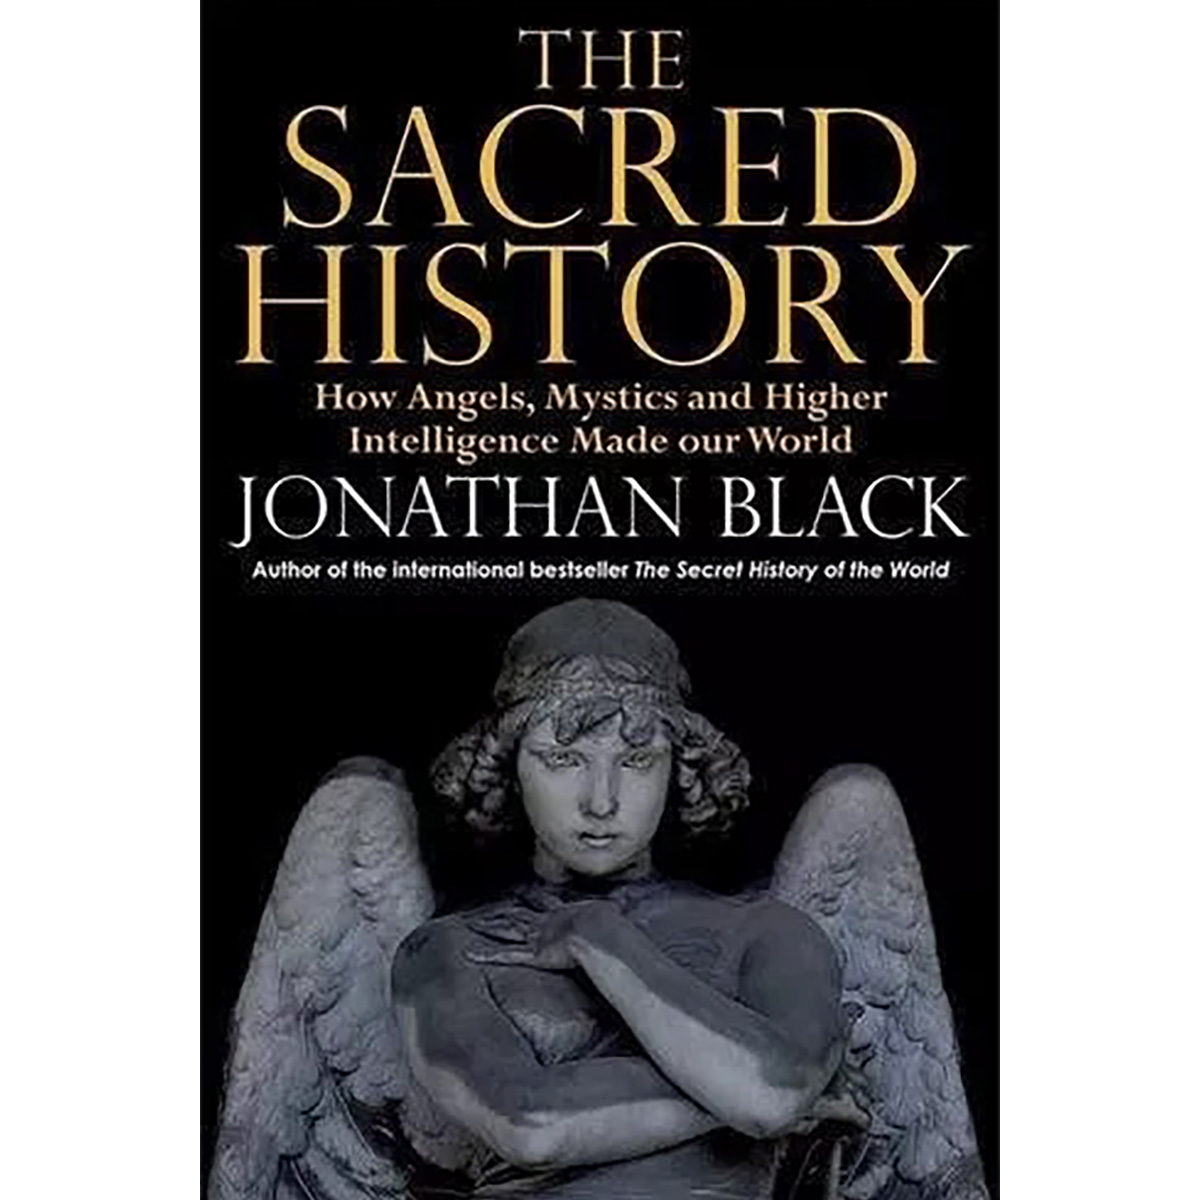 THE
SACRED
HISTORY
How Angels, Mystics and Higher
Intelligence Made our World
JONATHAN BLACK
Author of the international bestseller The Secret History of the World